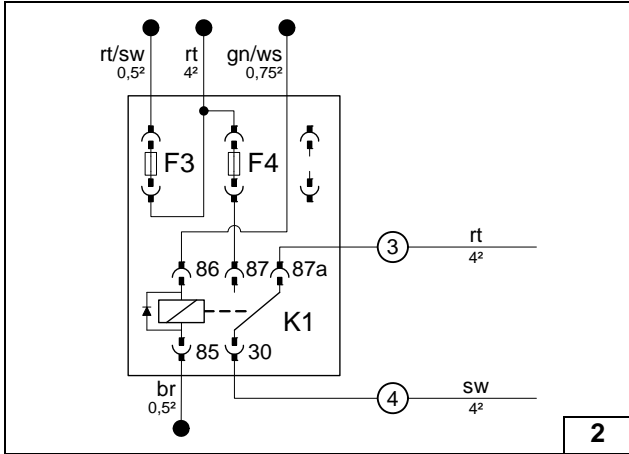 rt/sw rt gn/ws
0,5² 4² 0,75²
F3 F4
3 rt
4²
86 87 87a
K1
85 30
br
0,5²
4 sw
4²
2